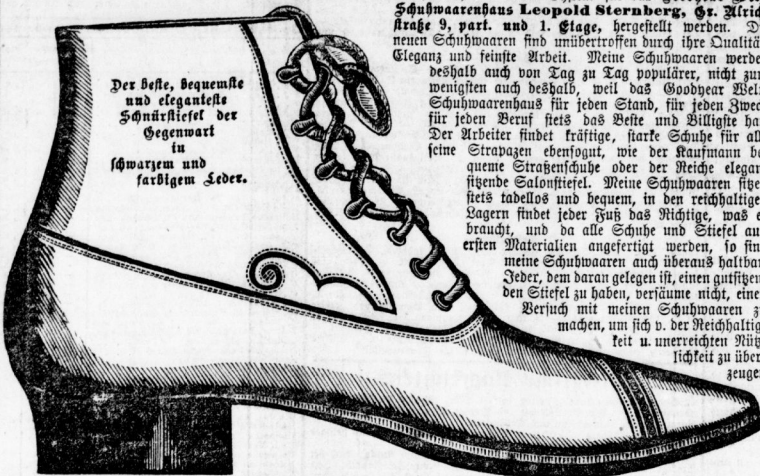 Schuhwaarenhaus Leopold Sternberg, Gr. Ulrich
straße 9, part. und 1. Etage, hergestellt werden. D
neuen Schuhwaaren sind unübertroffen durch ihre Qualitä
Eleganz und feinste Arbeit. Meine Schuhwaaren werde
deshalb auch von Tag zu Tag populärer, nicht zu
wenigsten auch deshalb, weil das Goodyear Wel
Schuhwaarenhaus für jeden Stand, für jeden Zwec
für jeden Beruf stets das Beste und Billigste ha
Der Arbeiter findet kräftige, starke Schuhe für all
seine Strapazen ebensogut, wie der Kaufmann be
queme Straßenschuhe oder der Reiche elegan
sitzende Salonstiefel. Meine Schuhwaaren sitze
stets tadellos und bequem, in den reichhaltige
Lagern findet jeder Fuß das Richtige, was e
braucht, und da alle Schuhe und Stiefel au
ersten Materialien angefertigt werden, so sin
meine Schuhwaaren auch überaus haltba
Jeder, dem daran gelegen ist, einen gutsitzen
den Stiefel zu haben, versäume nicht, eine
Versuch mit meinen Schuhwaaren z
machen, um sich v. der Reichhaltig
keit u. unerreichten Nütz
lichkeit zu über
zeuge
Der beste, bequemste
und eleganteste
Schnürstiefel der
Gegenwart
in
schwarzem und
farbigem Leder.